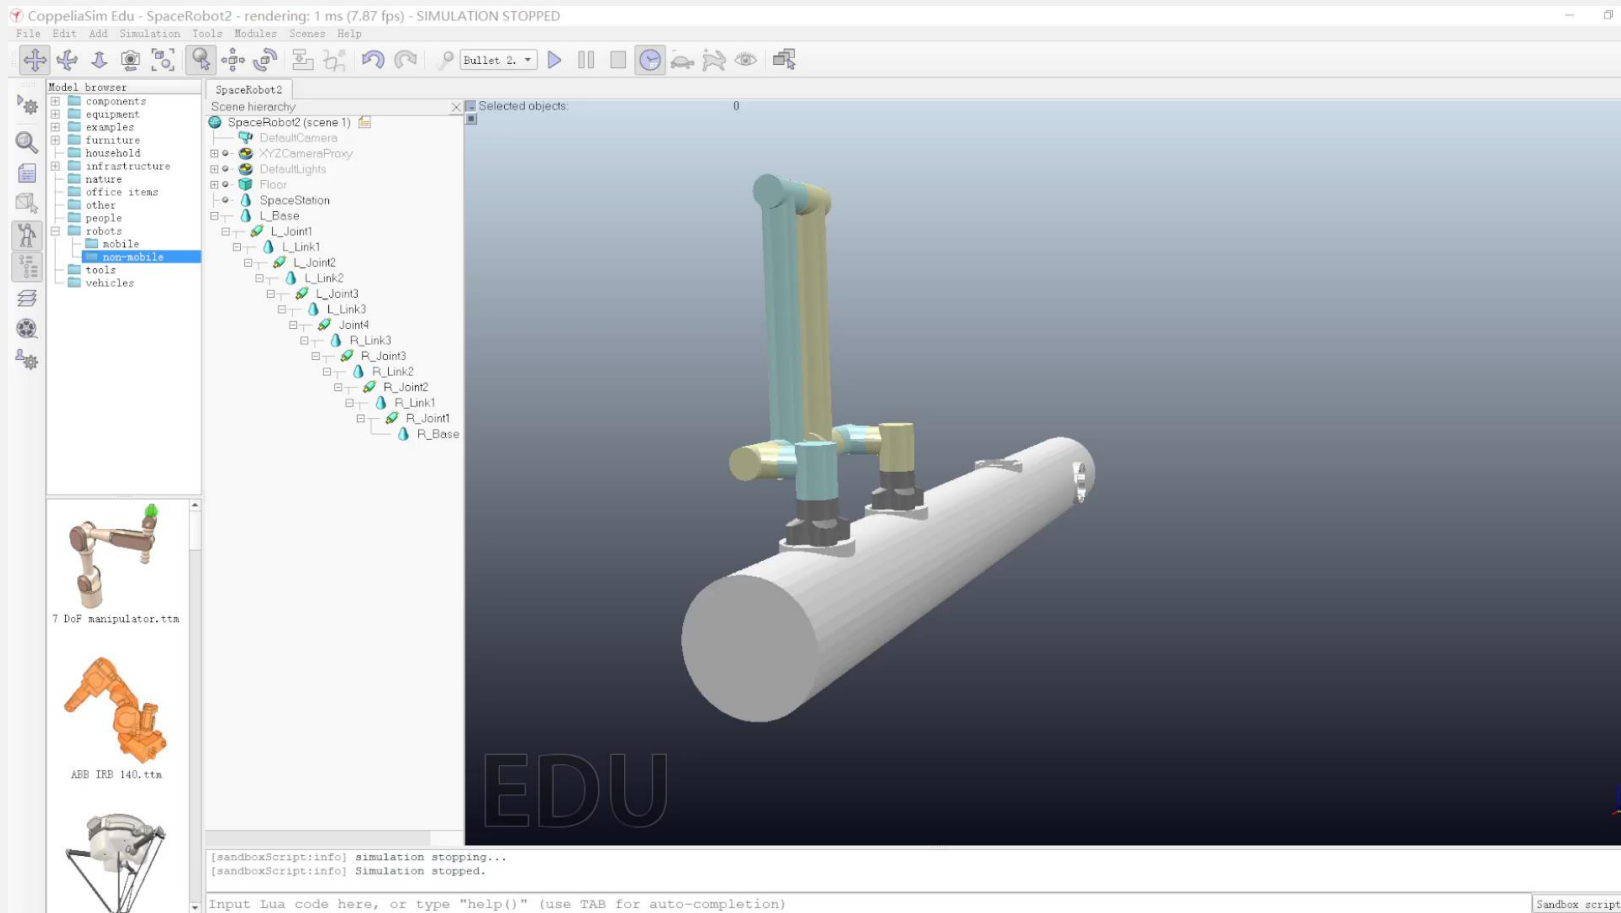 CoppeliaSim Edu - SpaceRobot2 - rendering: 1 ms (7.87 fps) - SIMULATION STOPPED
File Edit Add Simulation Tools Modules Scenes Help
Bullet 2.
Model browser
components
equipment
examples
furniture
household
infrastructure
nature
office items
other
people
robots
mobile
non-mobile
tools
vehicles
7 DoF manipulator.ttm
ABB IRB 140.ttm
SpaceRobot2
Scene hierarchy
SpaceRobot2 (scene 1)
DefaultCamera
XYZCameraProxy
DefaultLights
Floor
SpaceStation
L_Base
L_Joint1
L_Link1
L_Joint2
L_Link2
L_Joint3
L_Link3
Joint4
R_Link3
R_Joint3
R_Link2
R_Joint2
R_Link1
R_Joint1
R_Base
Selected objects: 0
EDU
[sandboxScript:info] simulation stopping...
[sandboxScript:info] Simulation stopped.
Input Lua code here, or type "help()" (use TAB for auto-completion)
Sandbox script